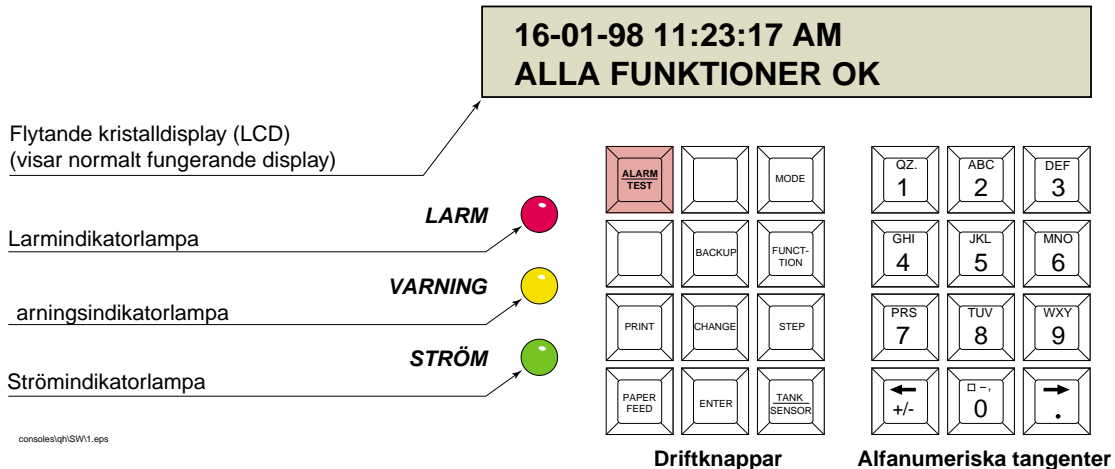 16-01-98 11:23:17 AM
ALLA FUNKTIONER OK
Flytande kristalldisplay (LCD)
(visar normalt fungerande display)
LARM
Larmindikatorlampa
VARNING
arningsindikatorlampa
STRÖM
Strömindikatorlampa
consoles\qh\SW\1.eps
ALARM
TEST
MODE
BACKUP
FUNCT-
TION
PRINT
CHANGE
STEP
PAPER
FEED
ENTER
TANK
SENSOR
Driftknappar
QZ.
1
ABC
2
DEF
3
GHI
4
JKL
5
MNO
6
PRS
7
TUV
8
WXY
9
←
+/-
□ –,
0
→
.
Alfanumeriska tangenter